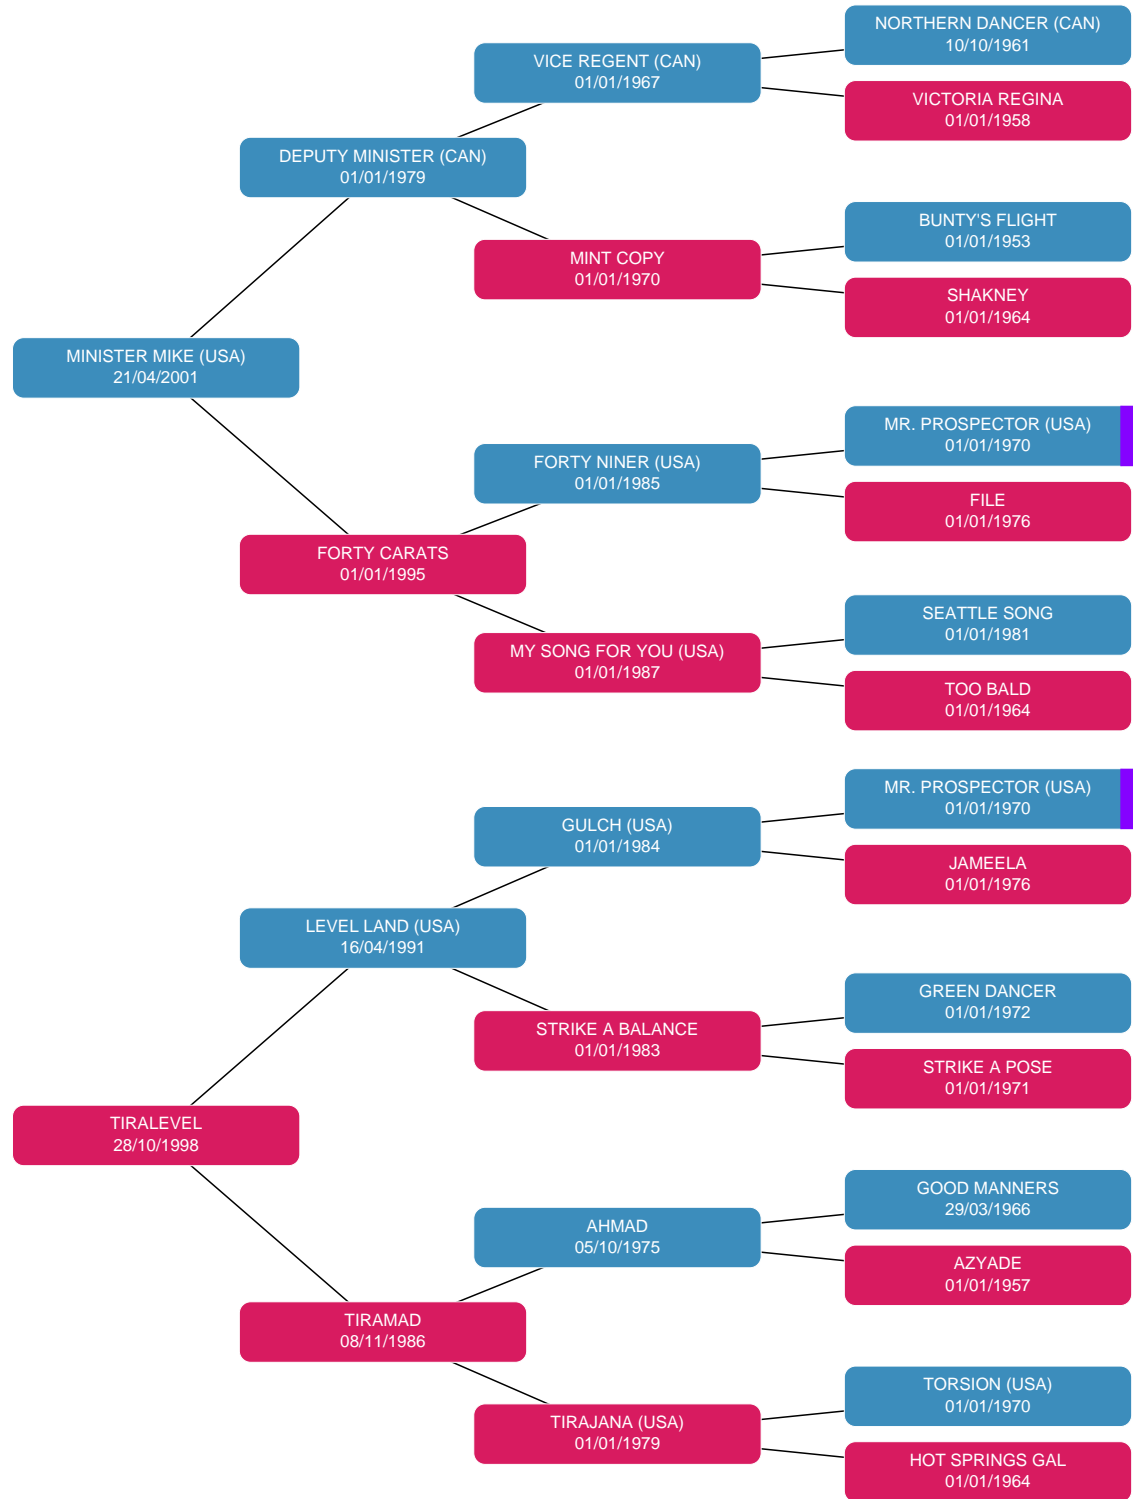 NORTHERN DANCER (CAN)
10/10/1961
VICE REGENT (CAN)
01/01/1967
VICTORIA REGINA
01/01/1958
DEPUTY MINISTER (CAN)
01/01/1979
BUNTY'S FLIGHT
01/01/1953
MINT COPY
01/01/1970
SHAKNEY
01/01/1964
MINISTER MIKE (USA)
21/04/2001
MR. PROSPECTOR (USA)
01/01/1970
FORTY NINER (USA)
01/01/1985
FILE
01/01/1976
FORTY CARATS
01/01/1995
SEATTLE SONG
01/01/1981
MY SONG FOR YOU (USA)
01/01/1987
TOO BALD
01/01/1964
MR. PROSPECTOR (USA)
01/01/1970
GULCH (USA)
01/01/1984
JAMEELA
01/01/1976
LEVEL LAND (USA)
16/04/1991
GREEN DANCER
01/01/1972
STRIKE A BALANCE
01/01/1983
STRIKE A POSE
01/01/1971
TIRALEVEL
28/10/1998
GOOD MANNERS
29/03/1966
AHMAD
05/10/1975
AZYADE
01/01/1957
TIRAMAD
08/11/1986
TORSION (USA)
01/01/1970
TIRAJANA (USA)
01/01/1979
HOT SPRINGS GAL
01/01/1964